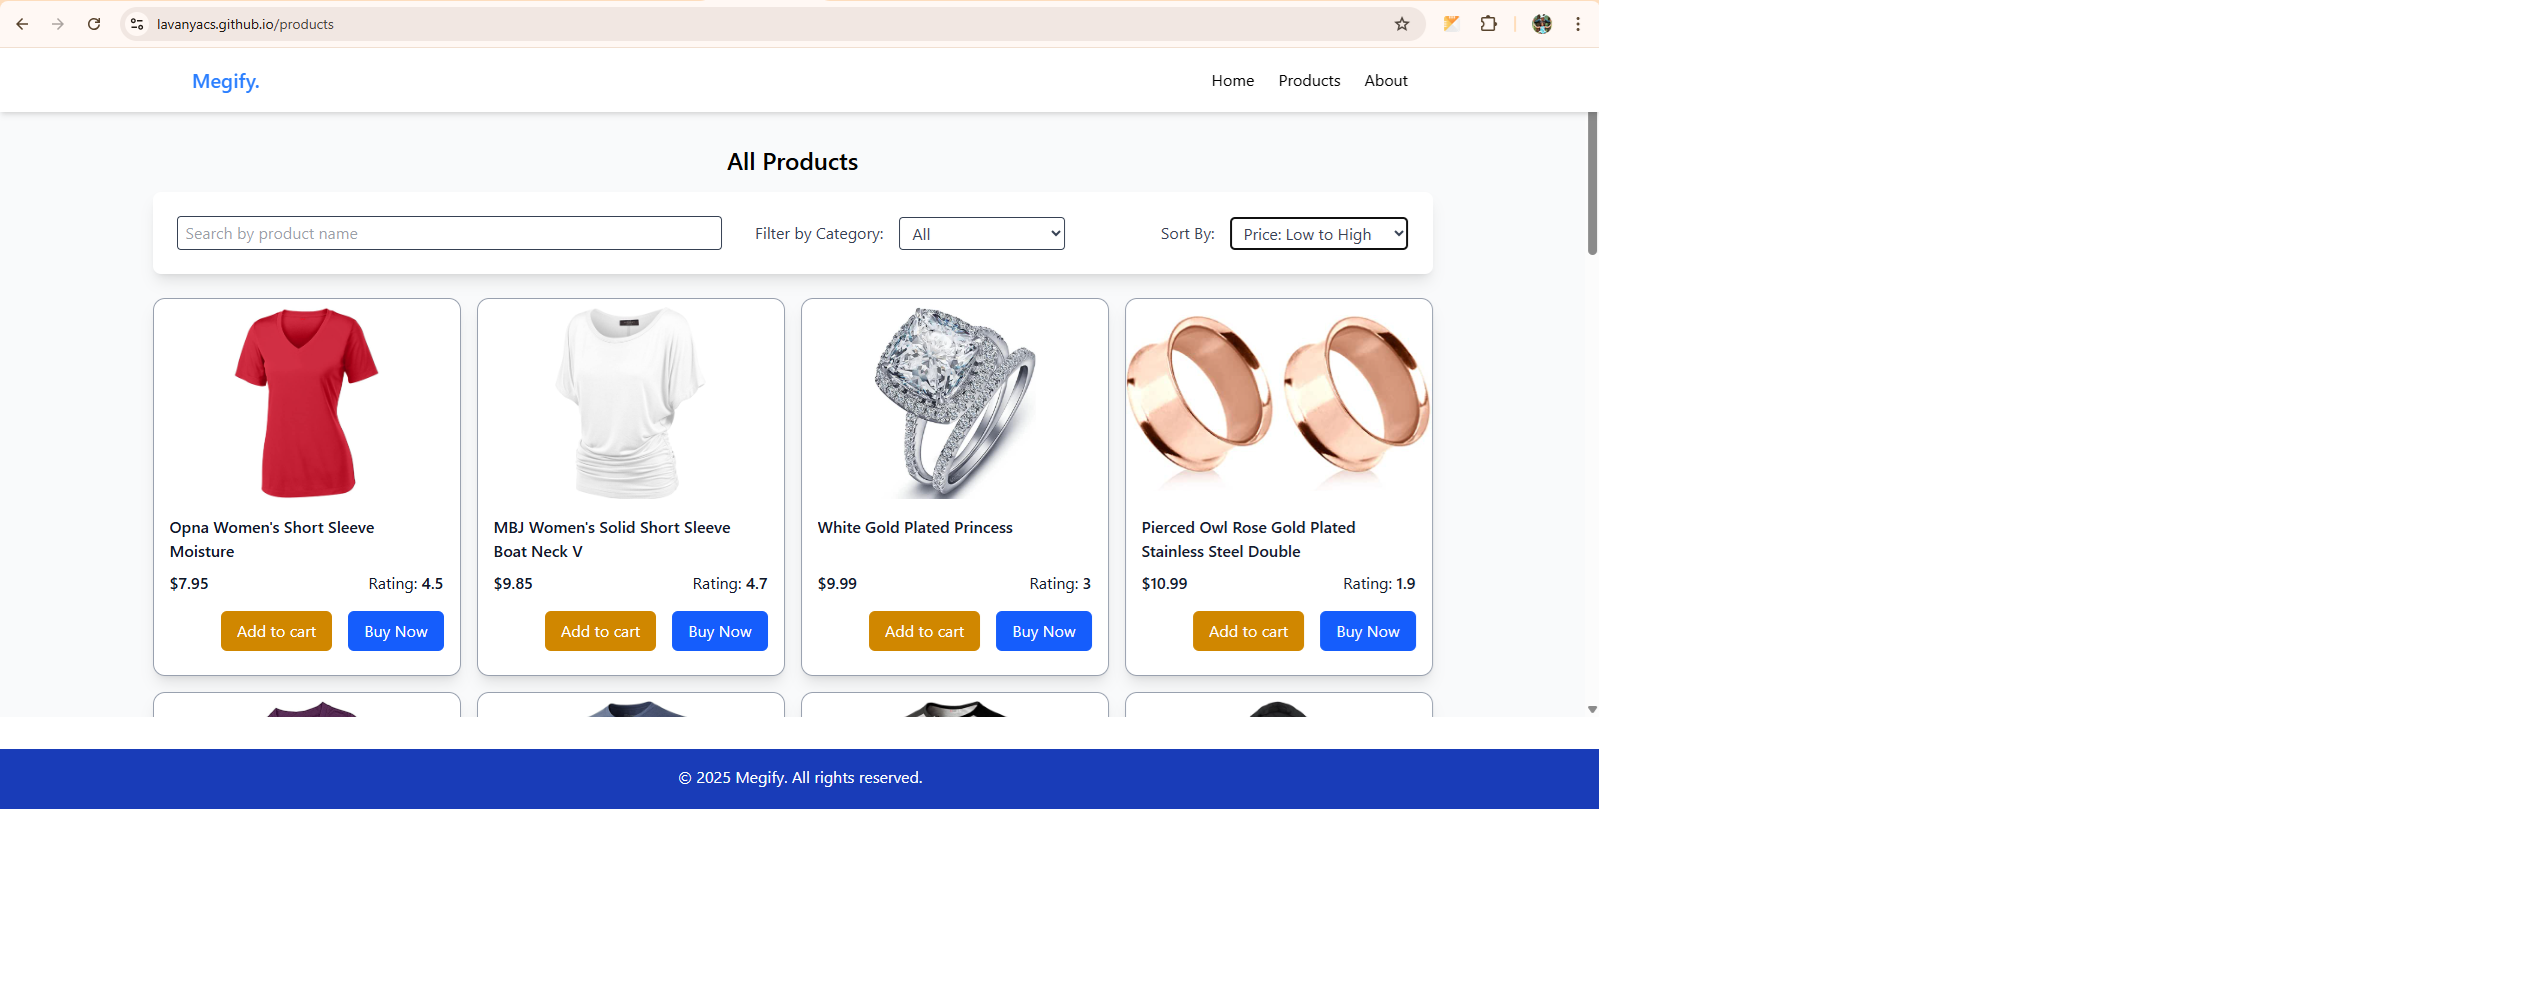 lavanyacs.github.io/products
Megify.
Home Products About
All Products
Search by product name
Filter by Category: All
Sort By: Price: Low to High
Opna Women's Short Sleeve
Moisture
$7.95 Rating: 4.5
Add to cart Buy Now
MBJ Women's Solid Short Sleeve
Boat Neck V
$9.85 Rating: 4.7
Add to cart Buy Now
White Gold Plated Princess
$9.99 Rating: 3
Add to cart Buy Now
Pierced Owl Rose Gold Plated
Stainless Steel Double
$10.99 Rating: 1.9
Add to cart Buy Now
© 2025 Megify. All rights reserved.